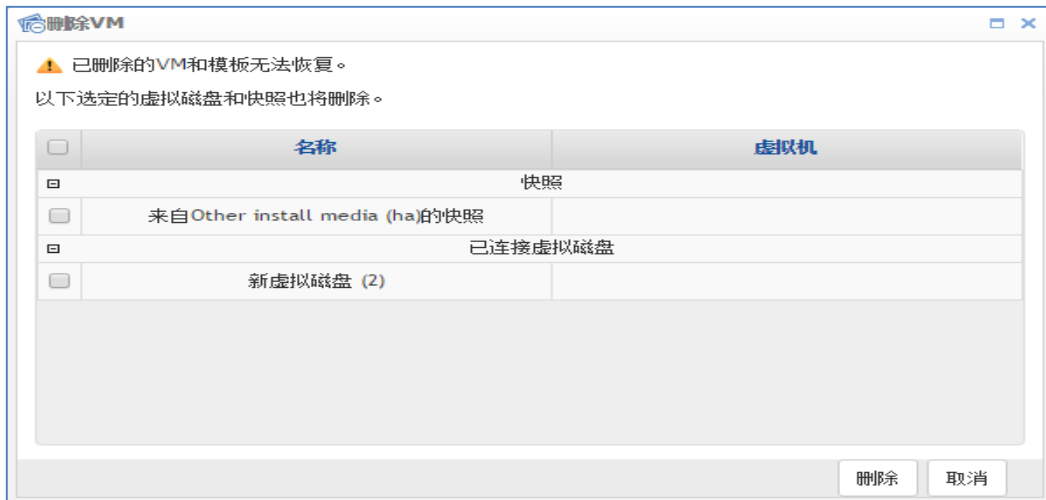 删除VM
已删除的VM和模板无法恢复。
以下选定的虚拟磁盘和快照也将删除。
名称 虚拟机
快照
来自Other install media (ha)的快照
已连接虚拟磁盘
新虚拟磁盘 (2)
删除 取消